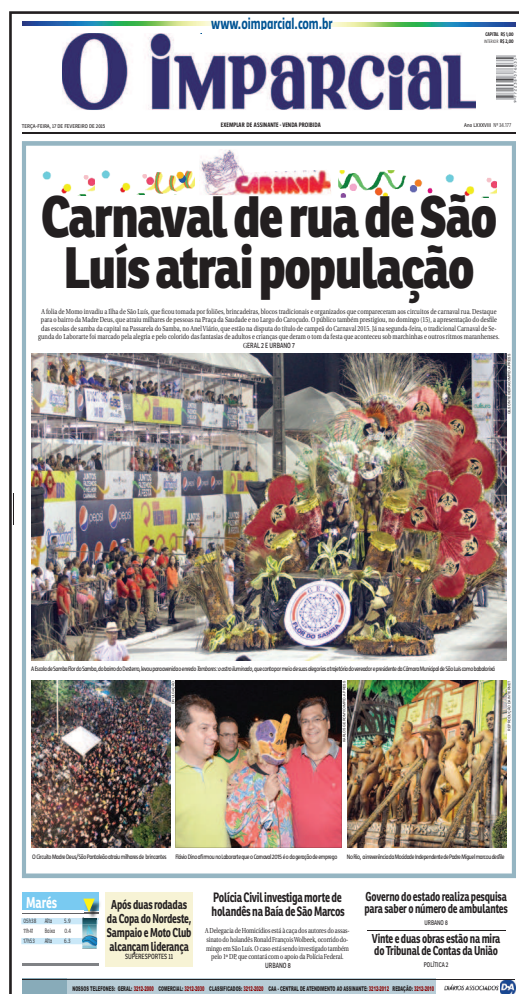 www.oimparcial.com.br
CAPITAL R$ 1,00
INTERIOR R$ 2,00
O IMPARCIAL
TERÇA-FEIRA, 17 DE FEVEREIRO DE 2015
EXEMPLAR DE ASSINANTE - VENDA PROIBIDA
Ano LXXXVIII Nº 34.177
CARNAVAL
Carnaval de rua de São
Luís atrai população
A folia de Momo invadiu a Ilha de São Luís, que ficou tomada por foliões, brincadeiras, blocos tradicionais e organizados que compareceram aos circuitos de carnaval rua. Destaque
para o bairro da Madre Deus, que atraiu milhares de pessoas na Praça da Saudade e no Largo do Caroçudo. O público também prestigiou, no domingo (15), a apresentação do desfile
das escolas de samba da capital na Passarela do Samba, no Anel Viário, que estão na disputa do título de campeã do Carnaval 2015. Já na segunda-feira, o tradicional Carnaval de Se-
gunda do Laborarte foi marcado pela alegria e pelo colorido das fantasias de adultos e crianças que deram o tom da festa que aconteceu sob marchinhas e outros ritmos maranhenses.
GERAL 2 E URBANO 7
pepsi
JUNTOS
G.R.E.S.
FLOR DO SAMBA
A Escola de Samba Flor do Samba, do bairro do Desterro, levou para avenida o enredo Tambores: o astro iluminado, que conta por meio de suas alegorias a trajetória do vereador e presidente da Câmara Municipal de São Luís como babalorixá
O Circuito Madre Deus/São Pantaleão atraiu milhares de brincantes
Flávio Dino afirmou no Laborarte que o Carnaval 2015 é o da geração de emprego
No Rio, a irreverência da Mocidade Independente de Padre Miguel marcou desfile
Marés
05h38 Alta 5.9
11h41 Baixa 0.4
17h53 Alta 6.3
Após duas rodadas
da Copa do Nordeste,
Sampaio e Moto Club
alcançam liderança
SUPERESPORTES 11
Polícia Civil investiga morte de
holandês na Baía de São Marcos
A Delegacia de Homicídios está à caça dos autores do assas-
sinato do holandês Ronald François Wolbeek, ocorrido do-
mingo em São Luís. O caso está sendo investigado também
pelo 1º DP, que contará com o apoio da Polícia Federal.
URBANO 8
Governo do estado realiza pesquisa
para saber o número de ambulantes
URBANO 8
Vinte e duas obras estão na mira
do Tribunal de Contas da União
POLÍTICA 2
NOSSOS TELEFONES: GERAL: 3212-2000 COMERCIAL: 3212-2030 CLASSIFICADOS: 3212-2020 CAA - CENTRAL DE ATENDIMENTO AO ASSINANTE: 3212-2012 REDAÇÃO: 3212-2010 DIÁRIOS ASSOCIADOS D.A